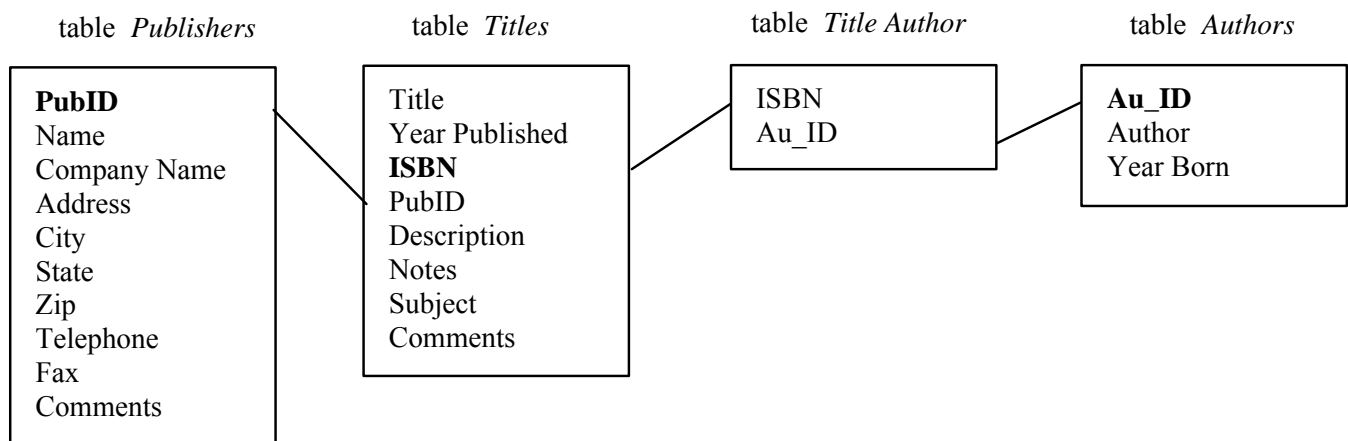 table Publishers
PubID
Name
Company Name
Address
City
State
Zip
Telephone
Fax
Comments
table Titles
Title
Year Published
ISBN
PubID
Description
Notes
Subject
Comments
table Title Author
ISBN
Au_ID
table Authors
Au_ID
Author
Year Born